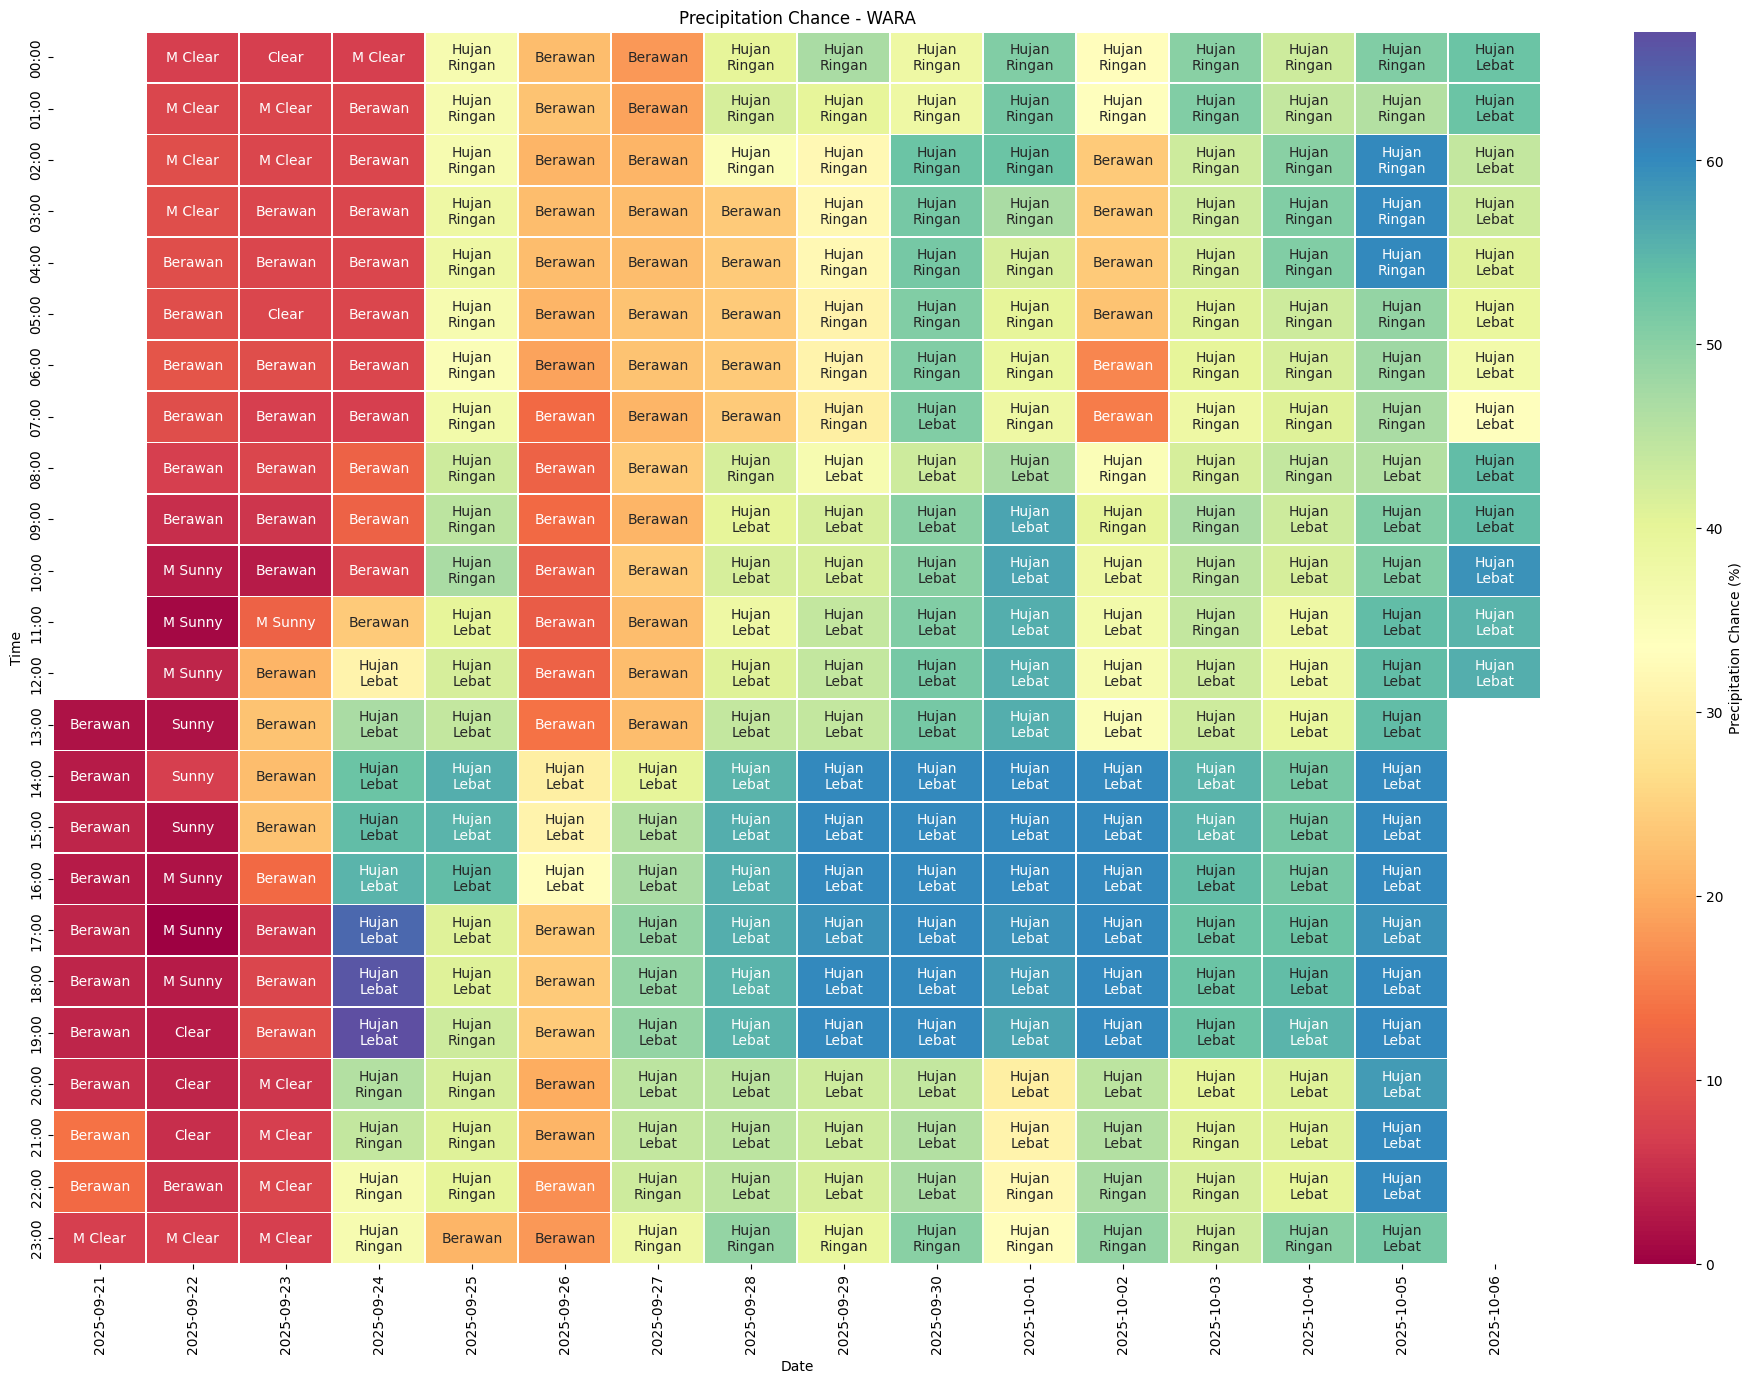 Precipitation Chance - WARA
00:00 M Clear Clear M Clear Hujan Ringan Berawan Berawan Hujan Ringan Hujan Ringan Hujan Ringan Hujan Ringan Hujan Ringan Hujan Ringan Hujan Ringan Hujan Ringan Hujan Lebat
01:00 M Clear M Clear Berawan Hujan Ringan Berawan Berawan Hujan Ringan Hujan Ringan Hujan Ringan Hujan Ringan Hujan Ringan Hujan Ringan Hujan Ringan Hujan Ringan Hujan Lebat
02:00 M Clear M Clear Berawan Hujan Ringan Berawan Berawan Hujan Ringan Hujan Ringan Hujan Ringan Hujan Ringan Berawan Hujan Ringan Hujan Ringan Hujan Ringan Hujan Lebat
03:00 M Clear Berawan Berawan Hujan Ringan Berawan Berawan Berawan Hujan Ringan Hujan Ringan Hujan Ringan Berawan Hujan Ringan Hujan Ringan Hujan Ringan Hujan Lebat
04:00 Berawan Berawan Berawan Hujan Ringan Berawan Berawan Berawan Hujan Ringan Hujan Ringan Hujan Ringan Berawan Hujan Ringan Hujan Ringan Hujan Ringan Hujan Lebat
05:00 Berawan Clear Berawan Hujan Ringan Berawan Berawan Berawan Hujan Ringan Hujan Ringan Hujan Ringan Berawan Hujan Ringan Hujan Ringan Hujan Ringan Hujan Lebat
06:00 Berawan Berawan Berawan Hujan Ringan Berawan Berawan Berawan Hujan Ringan Hujan Ringan Hujan Ringan Berawan Hujan Ringan Hujan Ringan Hujan Ringan Hujan Lebat
07:00 Berawan Berawan Berawan Hujan Ringan Berawan Berawan Berawan Hujan Ringan Hujan Lebat Hujan Ringan Berawan Hujan Ringan Hujan Ringan Hujan Ringan Hujan Lebat
08:00 Berawan Berawan Berawan Hujan Ringan Berawan Berawan Hujan Ringan Hujan Lebat Hujan Lebat Hujan Lebat Hujan Ringan Hujan Ringan Hujan Ringan Hujan Lebat Hujan Lebat
09:00 Berawan Berawan Berawan Hujan Ringan Berawan Berawan Hujan Lebat Hujan Lebat Hujan Lebat Hujan Lebat Hujan Ringan Hujan Ringan Hujan Lebat Hujan Lebat Hujan Lebat
10:00 M Sunny Berawan Berawan Hujan Ringan Berawan Berawan Hujan Lebat Hujan Lebat Hujan Lebat Hujan Lebat Hujan Lebat Hujan Ringan Hujan Lebat Hujan Lebat Hujan Lebat
11:00 M Sunny M Sunny Berawan Hujan Lebat Berawan Berawan Hujan Lebat Hujan Lebat Hujan Lebat Hujan Lebat Hujan Lebat Hujan Ringan Hujan Lebat Hujan Lebat Hujan Lebat
12:00 M Sunny Berawan Hujan Lebat Hujan Lebat Berawan Berawan Hujan Lebat Hujan Lebat Hujan Lebat Hujan Lebat Hujan Lebat Hujan Lebat Hujan Lebat Hujan Lebat Hujan Lebat
13:00 Berawan Sunny Berawan Hujan Lebat Hujan Lebat Berawan Berawan Hujan Lebat Hujan Lebat Hujan Lebat Hujan Lebat Hujan Lebat Hujan Lebat Hujan Lebat Hujan Lebat
14:00 Berawan Sunny Berawan Hujan Lebat Hujan Lebat Hujan Lebat Hujan Lebat Hujan Lebat Hujan Lebat Hujan Lebat Hujan Lebat Hujan Lebat Hujan Lebat Hujan Lebat Hujan Lebat
15:00 Berawan Sunny Berawan Hujan Lebat Hujan Lebat Hujan Lebat Hujan Lebat Hujan Lebat Hujan Lebat Hujan Lebat Hujan Lebat Hujan Lebat Hujan Lebat Hujan Lebat Hujan Lebat
16:00 Berawan M Sunny Berawan Hujan Lebat Hujan Lebat Hujan Lebat Hujan Lebat Hujan Lebat Hujan Lebat Hujan Lebat Hujan Lebat Hujan Lebat Hujan Lebat Hujan Lebat Hujan Lebat
17:00 Berawan M Sunny Berawan Hujan Lebat Hujan Lebat Berawan Hujan Lebat Hujan Lebat Hujan Lebat Hujan Lebat Hujan Lebat Hujan Lebat Hujan Lebat Hujan Lebat Hujan Lebat
18:00 Berawan M Sunny Berawan Hujan Lebat Hujan Lebat Berawan Hujan Lebat Hujan Lebat Hujan Lebat Hujan Lebat Hujan Lebat Hujan Lebat Hujan Lebat Hujan Lebat Hujan Lebat
19:00 Berawan Clear Berawan Hujan Lebat Hujan Ringan Berawan Hujan Lebat Hujan Lebat Hujan Lebat Hujan Lebat Hujan Lebat Hujan Lebat Hujan Lebat Hujan Lebat Hujan Lebat
20:00 Berawan Clear M Clear Hujan Ringan Hujan Ringan Berawan Hujan Lebat Hujan Lebat Hujan Lebat Hujan Lebat Hujan Lebat Hujan Lebat Hujan Lebat Hujan Lebat Hujan Lebat
21:00 Berawan Clear M Clear Hujan Ringan Hujan Ringan Berawan Hujan Lebat Hujan Lebat Hujan Lebat Hujan Lebat Hujan Lebat Hujan Lebat Hujan Ringan Hujan Lebat Hujan Lebat
22:00 Berawan Berawan M Clear Hujan Ringan Hujan Ringan Berawan Hujan Ringan Hujan Lebat Hujan Lebat Hujan Lebat Hujan Ringan Hujan Ringan Hujan Ringan Hujan Lebat Hujan Lebat
23:00 M Clear M Clear M Clear Hujan Ringan Berawan Berawan Hujan Ringan Hujan Ringan Hujan Ringan Hujan Ringan Hujan Ringan Hujan Ringan Hujan Ringan Hujan Ringan Hujan Lebat
2025-09-21 2025-09-22 2025-09-23 2025-09-24 2025-09-25 2025-09-26 2025-09-27 2025-09-28 2025-09-29 2025-09-30 2025-10-01 2025-10-02 2025-10-03 2025-10-04 2025-10-05 2025-10-06
Time
Date
60
50
40
30
20
10
0
Precipitation Chance (%)